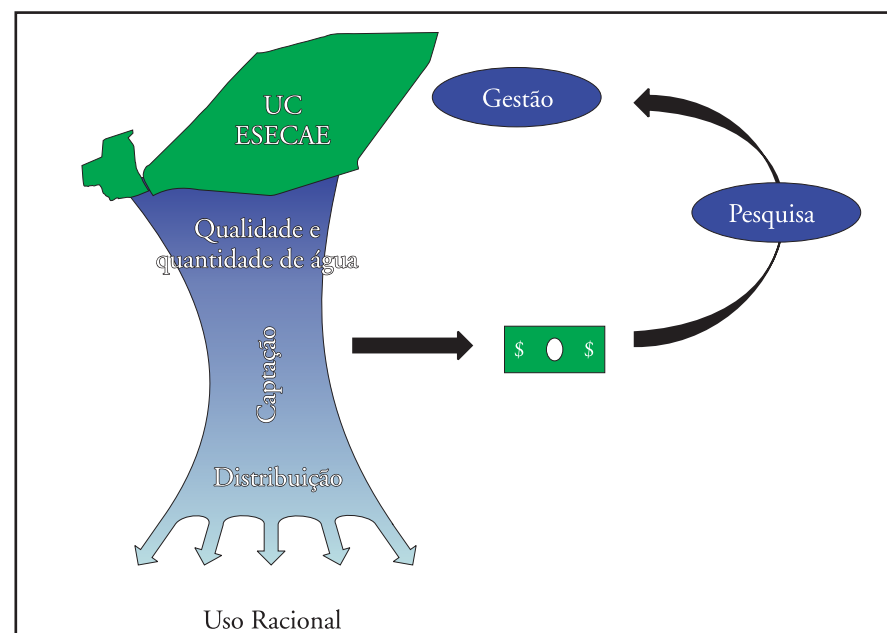 UC
ESECAE
Gestão
Pesquisa
Qualidade e
quantidade de água
Captação
$ $
Distribuição
Uso Racional